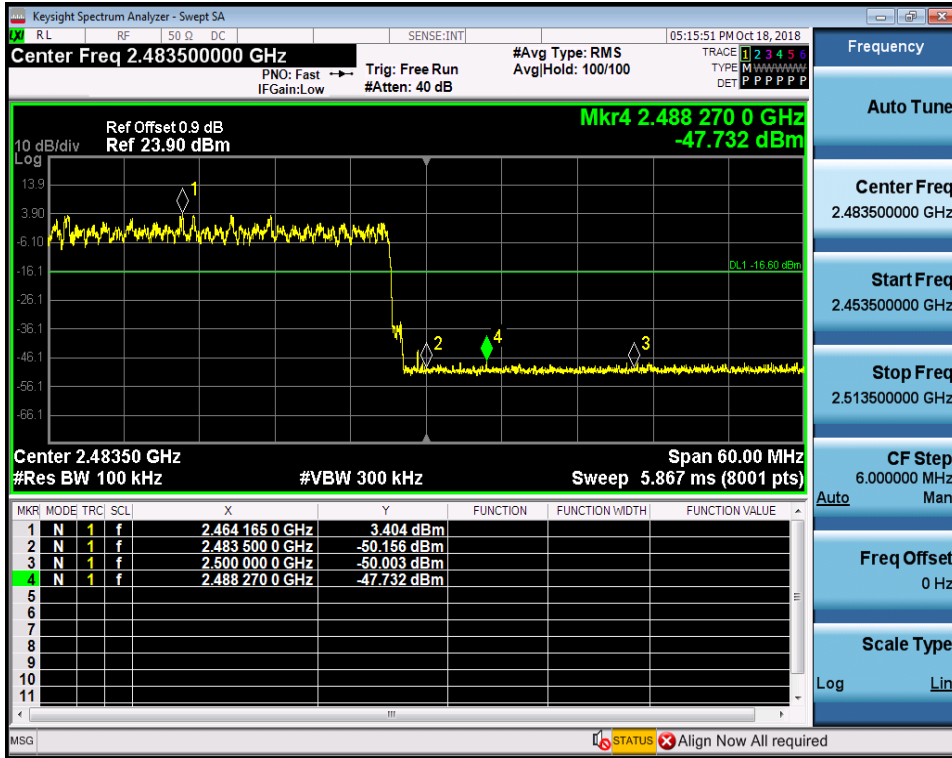 Keysight Spectrum Analyzer - Swept SA
LXI RL RF 50 Ω DC SENSE:INT 05:15:51 PM Oct 18, 2018
Center Freq 2.483500000 GHz
PNO: Fast
IFGain:Low
Trig: Free Run
#Atten: 40 dB
#Avg Type: RMS
Avg|Hold: 100/100
TRACE 1 2 3 4 5 6
TYPE M W W W W W
DET P P P P P P
Mkr4 2.488 270 0 GHz
-47.732 dBm
Ref Offset 0.9 dB
10 dB/div Ref 23.90 dBm
Log
13.9
3.90
-6.10
-16.1
-26.1
-36.1
-46.1
-56.1
-66.1
1
DL1 -16.60 dBm
2
4
3
Center 2.48350 GHz Span 60.00 MHz
#Res BW 100 kHz #VBW 300 kHz Sweep 5.867 ms (8001 pts)
MKR MODE TRC SCL X Y FUNCTION FUNCTION WIDTH FUNCTION VALUE
1 N 1 f 2.464 165 0 GHz 3.404 dBm
2 N 1 f 2.483 500 0 GHz -50.156 dBm
3 N 1 f 2.500 000 0 GHz -50.003 dBm
4 N 1 f 2.488 270 0 GHz -47.732 dBm
5
6
7
8
9
10
11
MSG STATUS Align Now All required
Frequency
Auto Tune
Center Freq
2.483500000 GHz
Start Freq
2.453500000 GHz
Stop Freq
2.513500000 GHz
CF Step
6.000000 MHz
Auto Man
Freq Offset
0 Hz
Scale Type
Log Lin